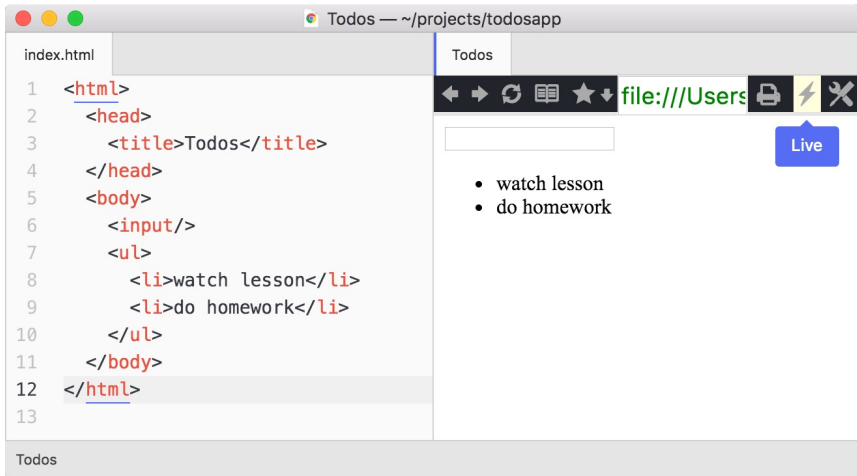 Todos — ~/projects/todosapp
index.html
1 <html>
2 <head>
3 <title>Todos</title>
4 </head>
5 <body>
6 <input/>
7 <ul>
8 <li>watch lesson</li>
9 <li>do homework</li>
10 </ul>
11 </body>
12 </html>
13
Todos
file:///Users
Live
• watch lesson
• do homework
Todos